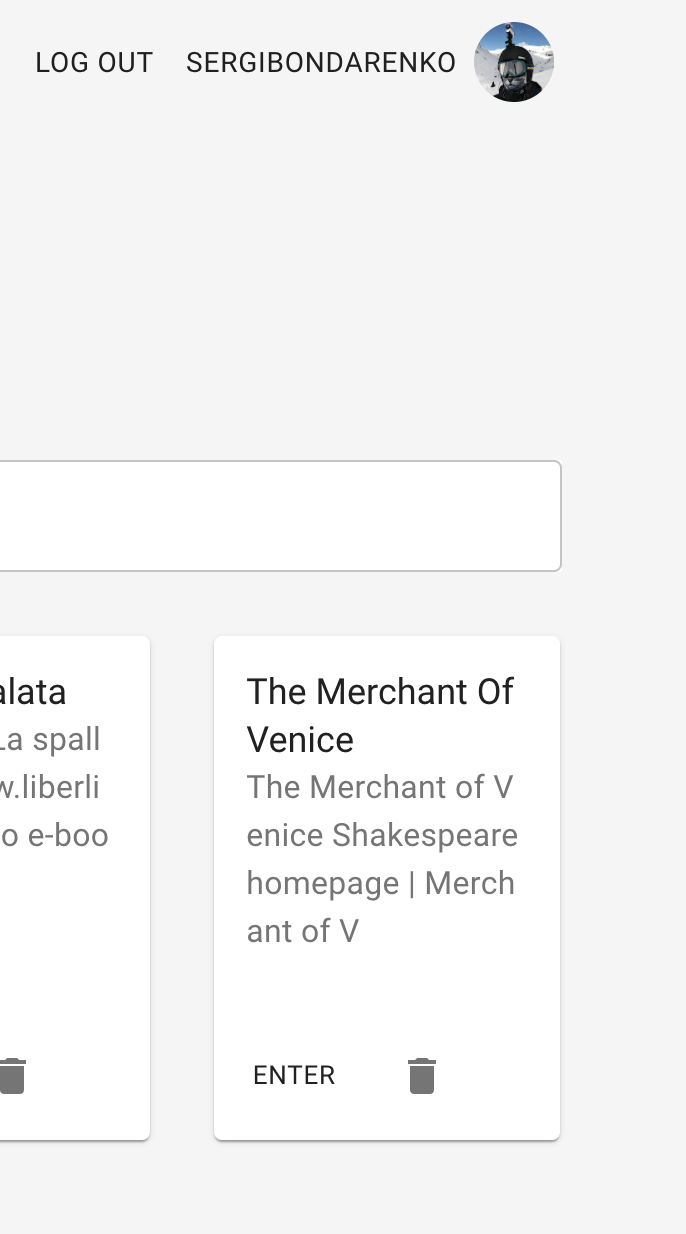 LOG OUT SERGIBONDARENKO
alata
La spall
w.liberli
o e-boo
The Merchant Of
Venice
The Merchant of V
enice Shakespeare
homepage | Merch
ant of V
ENTER